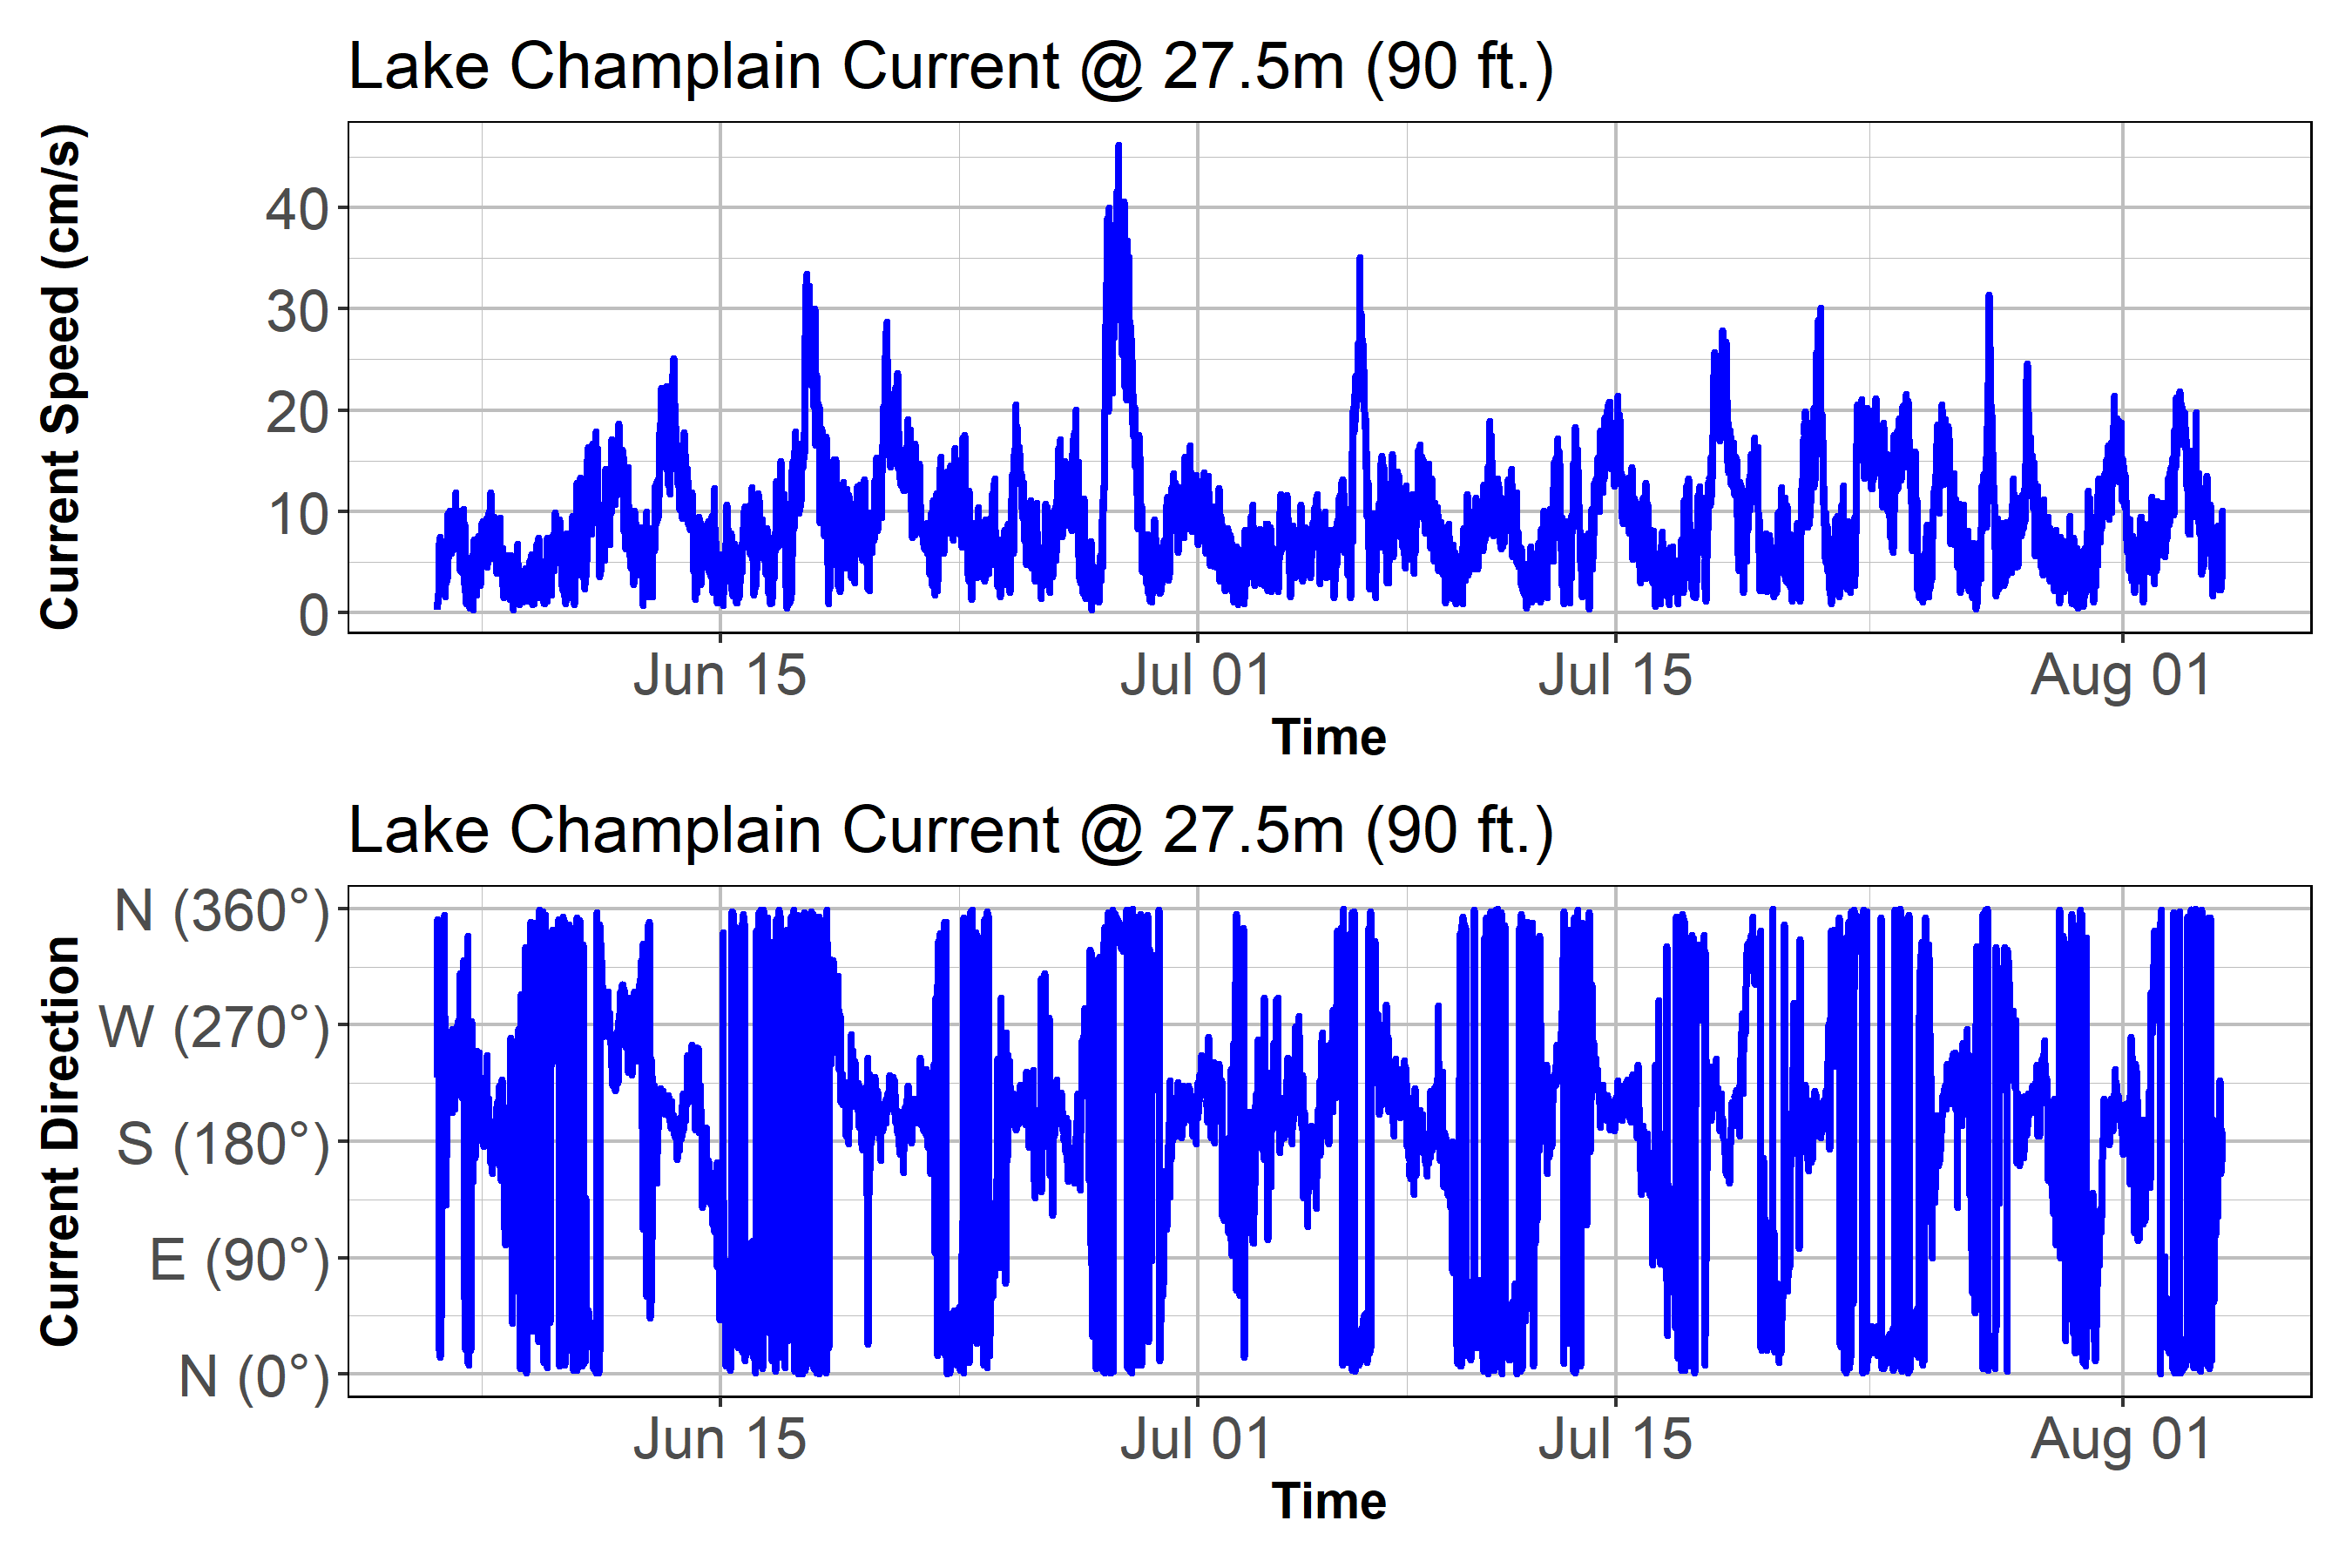 Lake Champlain Current @ 27.5m (90 ft.)
Current Speed (cm/s)
40
30
20
10
0
Jun 15 Jul 01 Jul 15 Aug 01
Time
Lake Champlain Current @ 27.5m (90 ft.)
Current Direction
N (360°)
W (270°)
S (180°)
E (90°)
N (0°)
Jun 15 Jul 01 Jul 15 Aug 01
Time